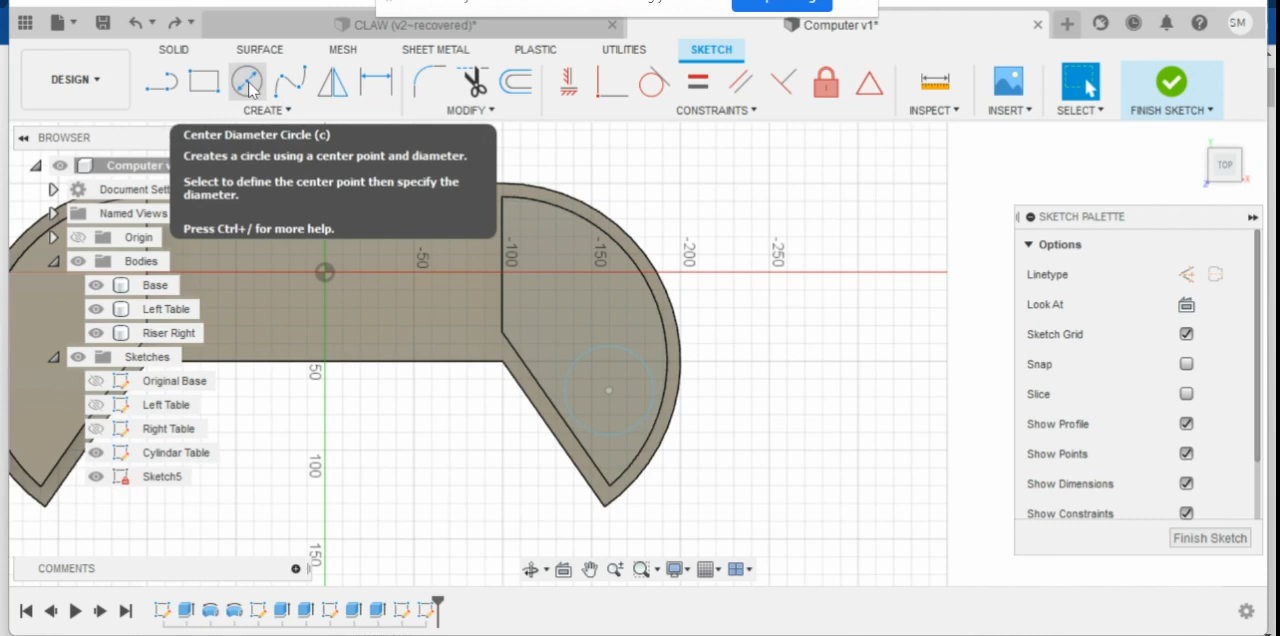 CLAW (v2~recovered)*
Computer v1*
SM
SOLID
SURFACE
MESH
SHEET METAL
PLASTIC
UTILITIES
SKETCH
DESIGN
CREATE
MODIFY
CONSTRAINTS
INSPECT
INSERT
SELECT
FINISH SKETCH
Center Diameter Circle (c)
Creates a circle using a center point and diameter.
Select to define the center point then specify the
diameter.
Press Ctrl+/ for more help.
BROWSER
Computer v
Document Sett
Named Views
Origin
Bodies
Base
Left Table
Riser Right
Sketches
Original Base
Left Table
Right Table
Cylindar Table
Sketch5
-50
-100
-150
-200
-250
50
100
150
TOP
Y
X
Z
SKETCH PALETTE
Options
Linetype
Look At
Sketch Grid
Snap
Slice
Show Profile
Show Points
Show Dimensions
Show Constraints
Finish Sketch
COMMENTS